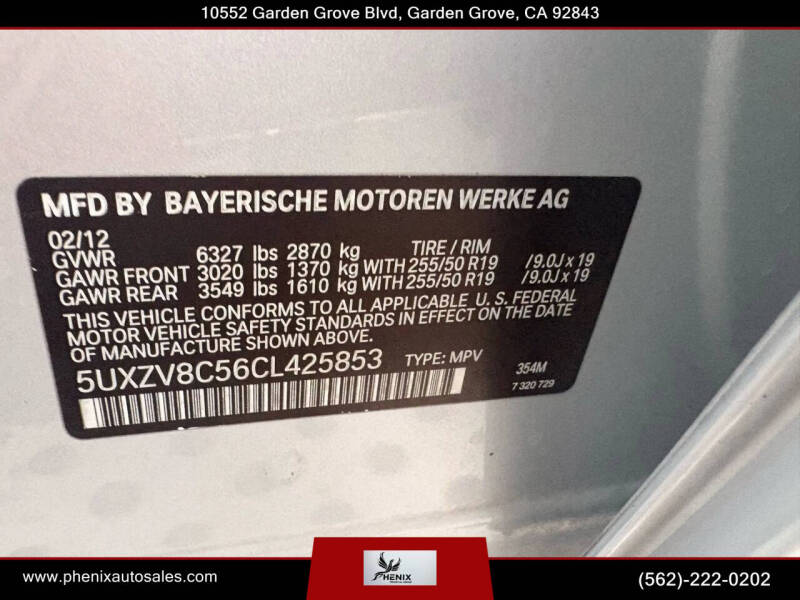 10552 Garden Grove Blvd, Garden Grove, CA 92843
MFD BY BAYERISCHE MOTOREN WERKE AG
02/12
GVWR 6327 lbs 2870 kg TIRE / RIM
GAWR FRONT 3020 lbs 1370 kg WITH 255/50 R19 /9.0J x 19
GAWR REAR 3549 lbs 1610 kg WITH 255/50 R19 /9.0J x 19
THIS VEHICLE CONFORMS TO ALL APPLICABLE U. S. FEDERAL
MOTOR VEHICLE SAFETY STANDARDS IN EFFECT ON THE DATE
OF MANUFACTURE SHOWN ABOVE.
5UXZV8C56CL425853 TYPE: MPV 354M
7 320 729
www.phenixautosales.com
PHENIX
(562)-222-0202